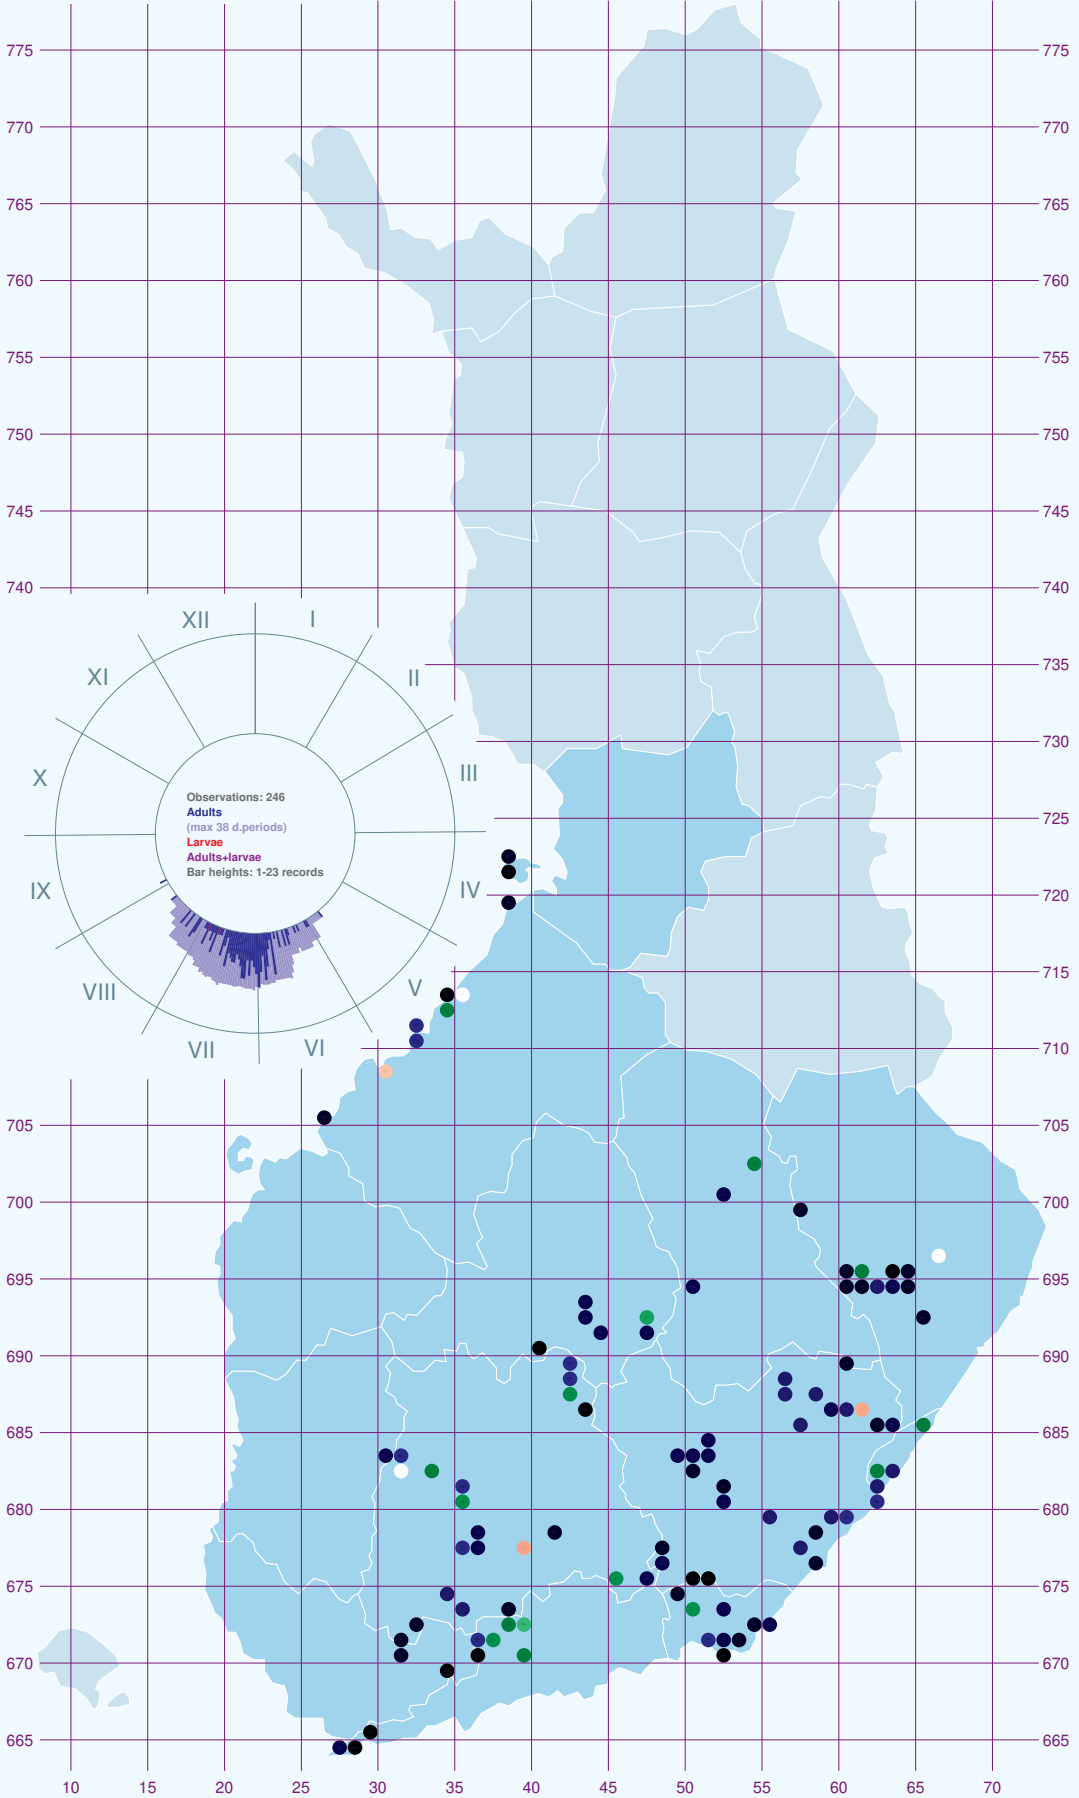 775 775
770 770
765 765
760 760
755 755
750 750
745 745
740 740
735
XII I
XI II
730 730
X III
725
Observations: 246
Adults
(max 38 d.periods)
Larvae
Adults+larvae
Bar heights: 1-23 records
IX IV
720
715
VIII V
VII VI
710
705 705
700 700
695 695
690 690
685 685
680 680
675 675
670 670
665 665
10 15 20 25 30 35 40 45 50 55 60 65 70